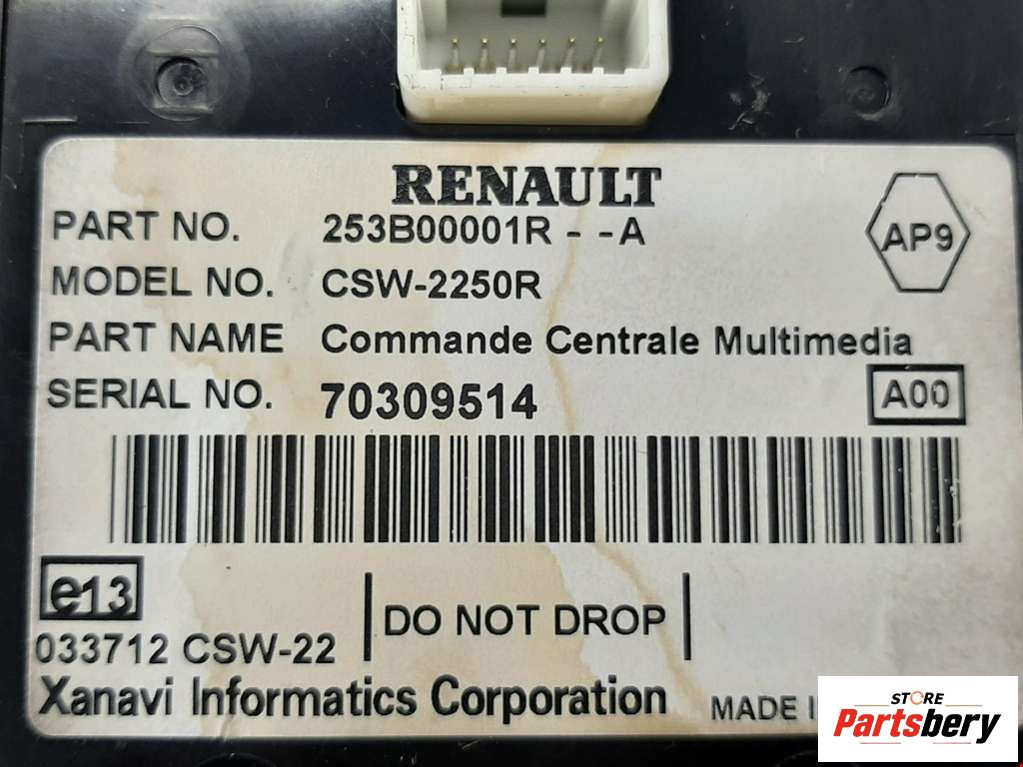 RENAULT
PART NO. 253B00001R - -A
AP9
MODEL NO. CSW-2250R
PART NAME Commande Centrale Multimedia
SERIAL NO. 70309514
A00
e13
DO NOT DROP
033712 CSW-22
Xanavi Informatics Corporation
MADE
STORE
Partsbery